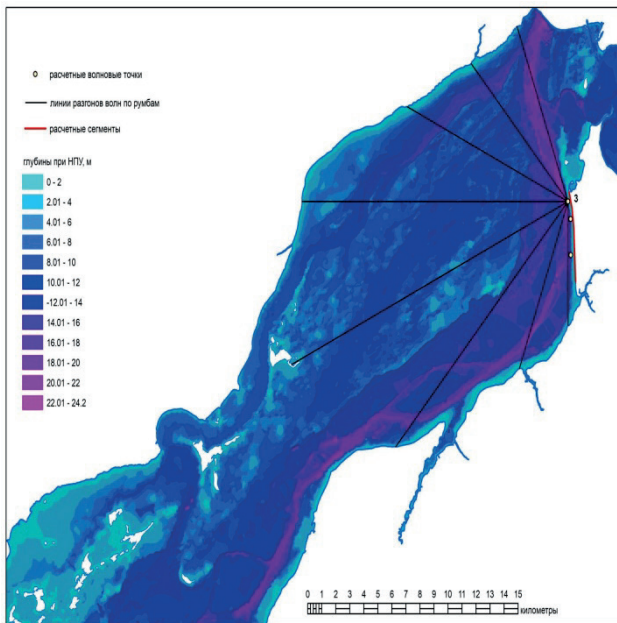 расчетные волновые точки
линии разгонов волн по румбам
расчетные сегменты
глубины при НПУ, м
0 - 2
2.01 - 4
4.01 - 6
6.01 - 8
8.01 - 10
10.01 - 12
-12.01 - 14
14.01 - 16
16.01 - 18
18.01 - 20
20.01 - 22
22.01 - 24.2
3
0 1 2 3 4 5 6 7 8 9 10 11 12 13 14 15
километры